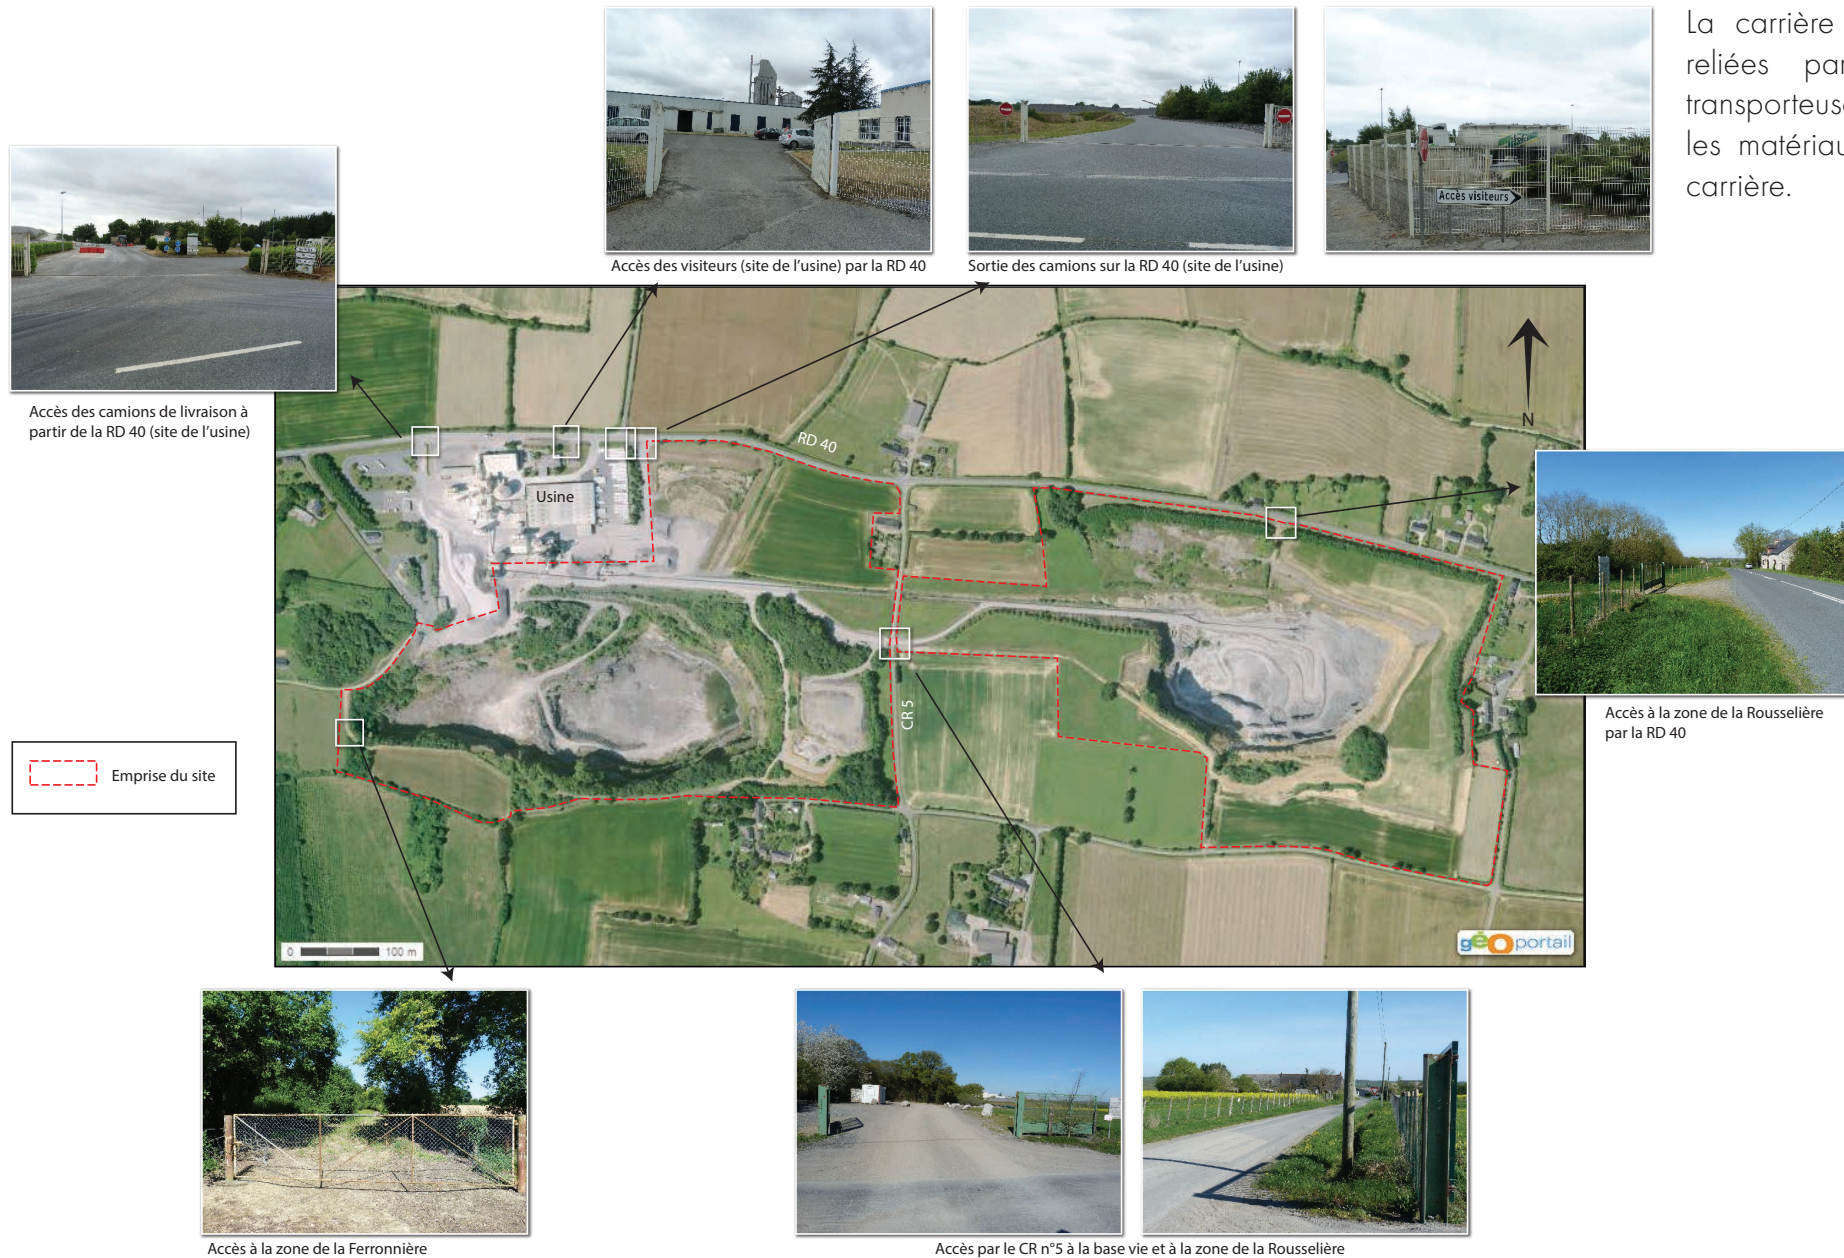 La carrière
reliées par
transporteuse
les matériau
carrière.
Accès visiteurs
Accès des visiteurs (site de l'usine) par la RD 40
Sortie des camions sur la RD 40 (site de l'usine)
Accès des camions de livraison à
partir de la RD 40 (site de l'usine)
RD 40
N
Usine
Accès à la zone de la Rousselière
par la RD 40
CR 5
Emprise du site
0 100 m
géoportail
Accès à la zone de la Ferronnière
Accès par le CR n°5 à la base vie et à la zone de la Rousselière